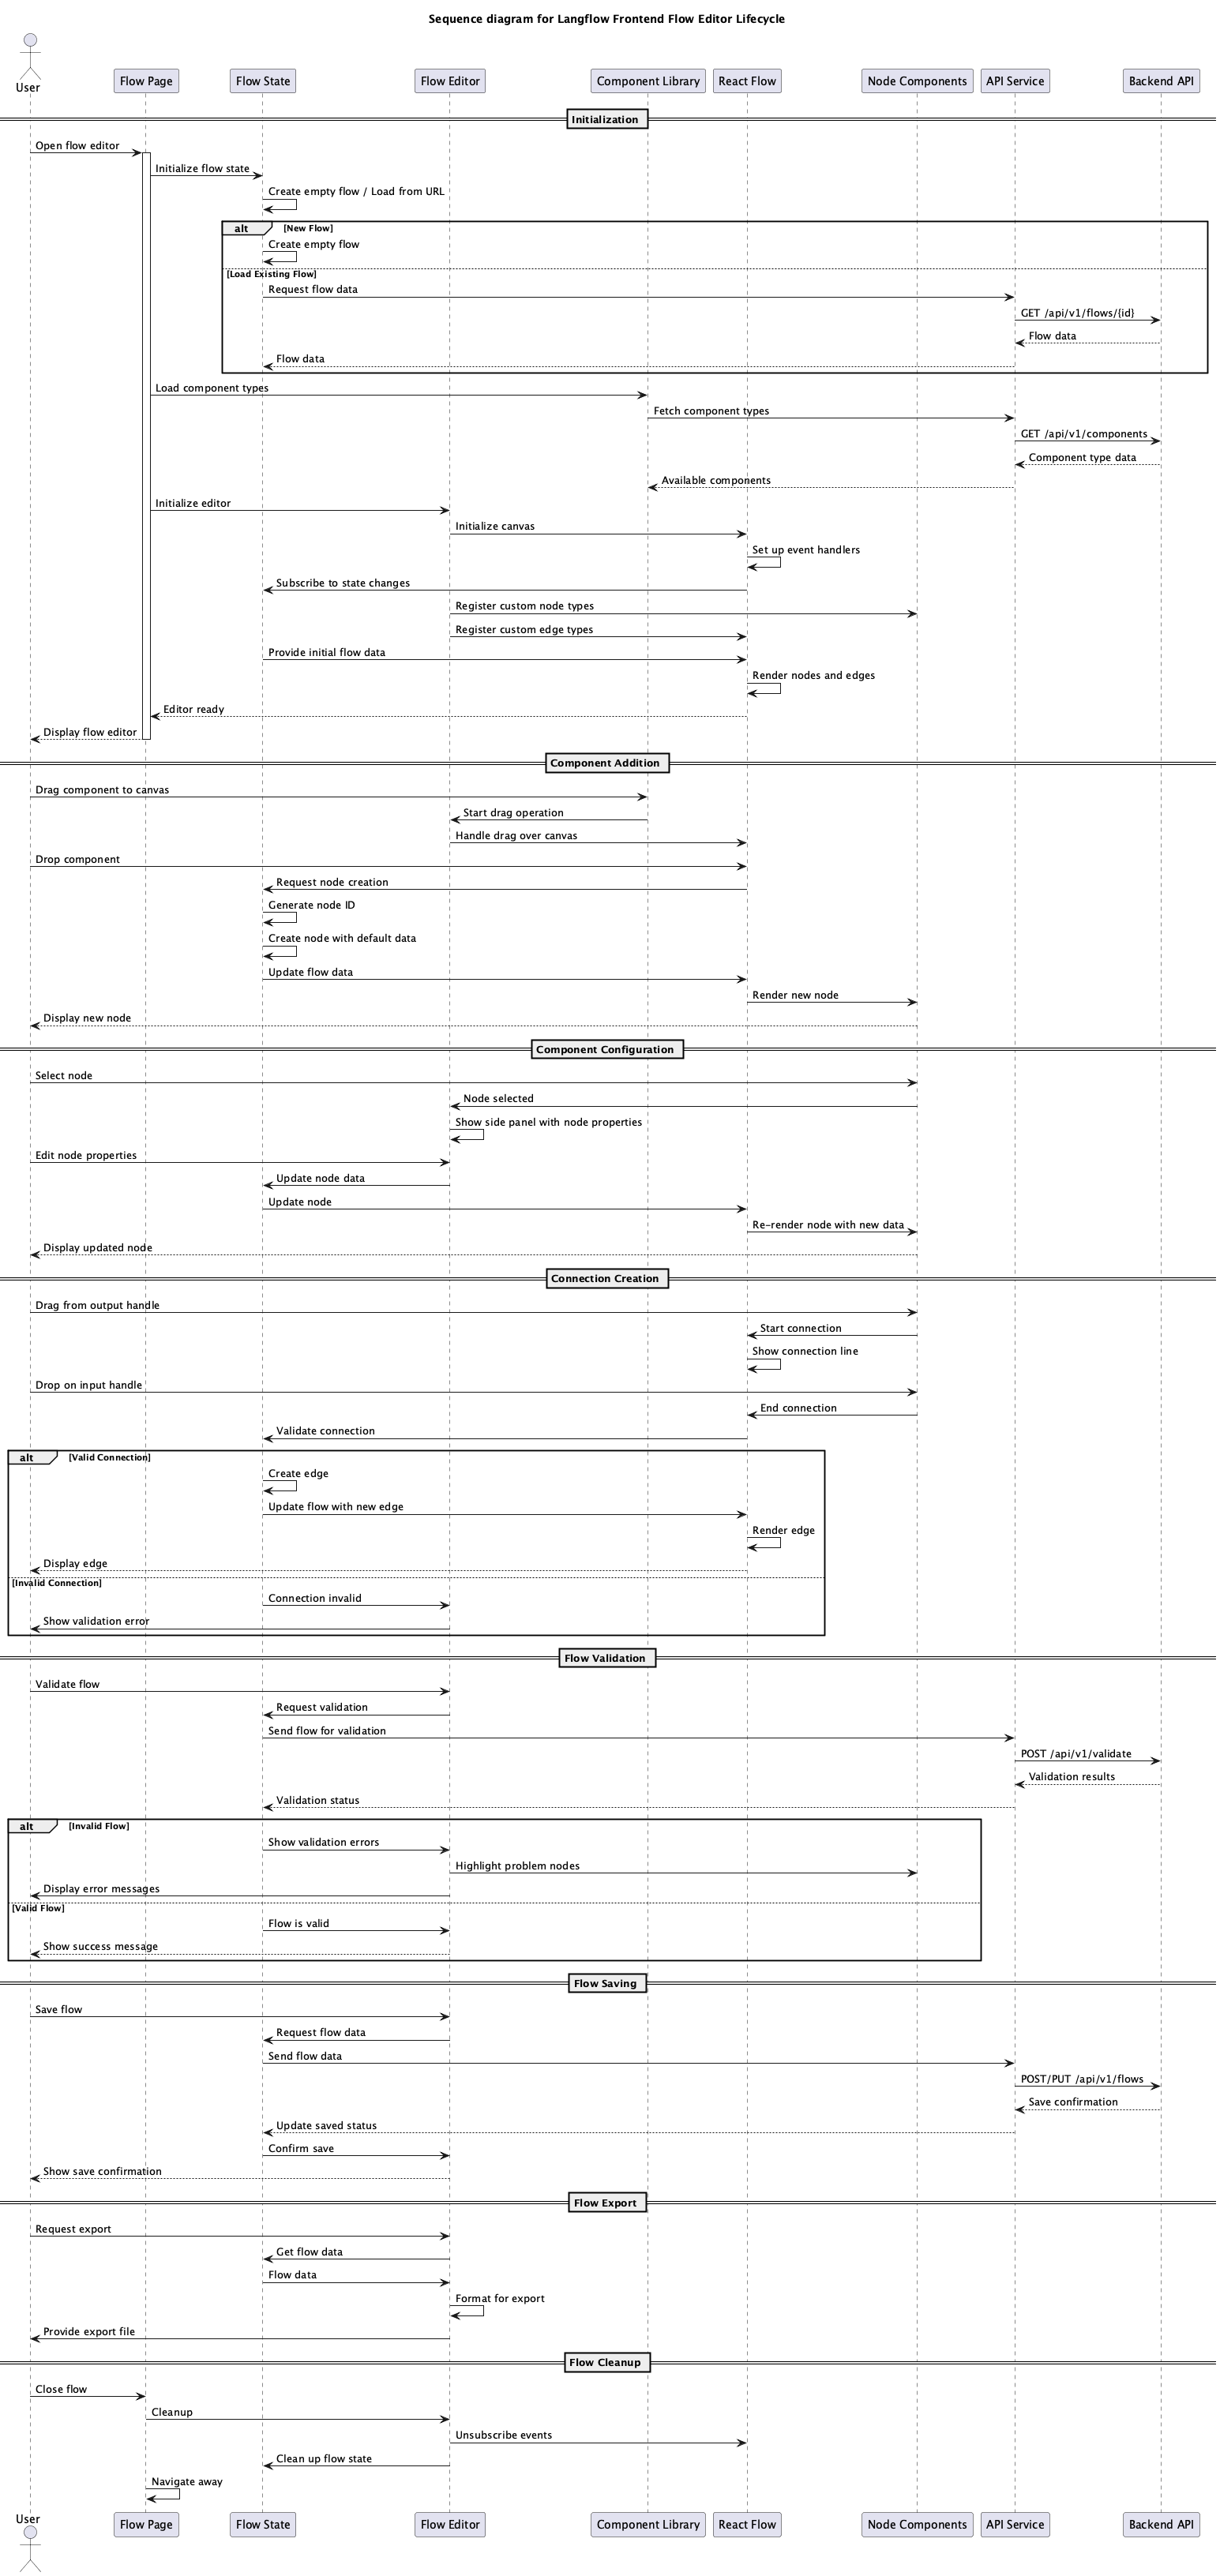 Sequence diagram for Langflow Frontend Flow Editor Lifecycle
User
Flow Page
Flow State
Flow Editor
Component Library
React Flow
Node Components
API Service
Backend API
Initialization
Open flow editor
Initialize flow state
Create empty flow / Load from URL
alt
[New Flow]
Create empty flow
[Load Existing Flow]
Request flow data
GET /api/v1/flows/{id}
Flow data
Flow data
Load component types
Fetch component types
GET /api/v1/components
Component type data
Available components
Initialize editor
Initialize canvas
Set up event handlers
Subscribe to state changes
Register custom node types
Register custom edge types
Provide initial flow data
Render nodes and edges
Editor ready
Display flow editor
Component Addition
Drag component to canvas
Start drag operation
Handle drag over canvas
Drop component
Request node creation
Generate node ID
Create node with default data
Update flow data
Render new node
Display new node
Component Configuration
Select node
Node selected
Show side panel with node properties
Edit node properties
Update node data
Update node
Re-render node with new data
Display updated node
Connection Creation
Drag from output handle
Start connection
Show connection line
Drop on input handle
End connection
Validate connection
alt
[Valid Connection]
Create edge
Update flow with new edge
Render edge
Display edge
[Invalid Connection]
Connection invalid
Show validation error
Flow Validation
Validate flow
Request validation
Send flow for validation
POST /api/v1/validate
Validation results
Validation status
alt
[Invalid Flow]
Show validation errors
Highlight problem nodes
Display error messages
[Valid Flow]
Flow is valid
Show success message
Flow Saving
Save flow
Request flow data
Send flow data
POST/PUT /api/v1/flows
Save confirmation
Update saved status
Confirm save
Show save confirmation
Flow Export
Request export
Get flow data
Flow data
Format for export
Provide export file
Flow Cleanup
Close flow
Cleanup
Unsubscribe events
Clean up flow state
Navigate away
User
Flow Page
Flow State
Flow Editor
Component Library
React Flow
Node Components
API Service
Backend API